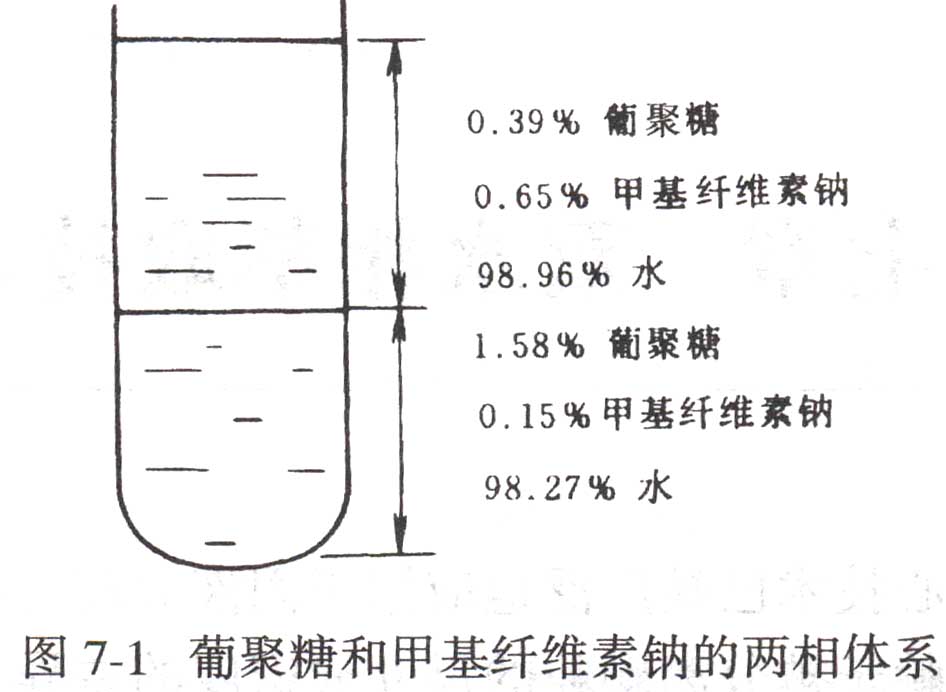 0.39% 葡聚糖
0.65% 甲基纤维素钠
98.96% 水
1.58% 葡聚糖
0.15% 甲基纤维素钠
98.27% 水
图 7-1 葡聚糖和甲基纤维素钠的两相体系